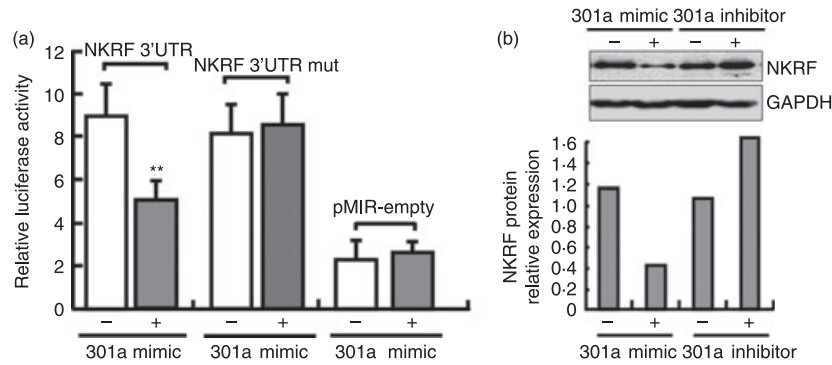 (a)
12
10
8
6
4
2
0
Relative luciferase activity
NKRF 3'UTR
NKRF 3'UTR mut
pMIR-empty
**
− + − + − +
301a mimic 301a mimic 301a mimic
(b)
301a mimic 301a inhibitor
− + − +
NKRF
GAPDH
1·6
1·4
1·2
1·0
0·8
0·6
0·4
0·2
0
NKRF protein
relative expression
− + − +
301a mimic 301a inhibitor